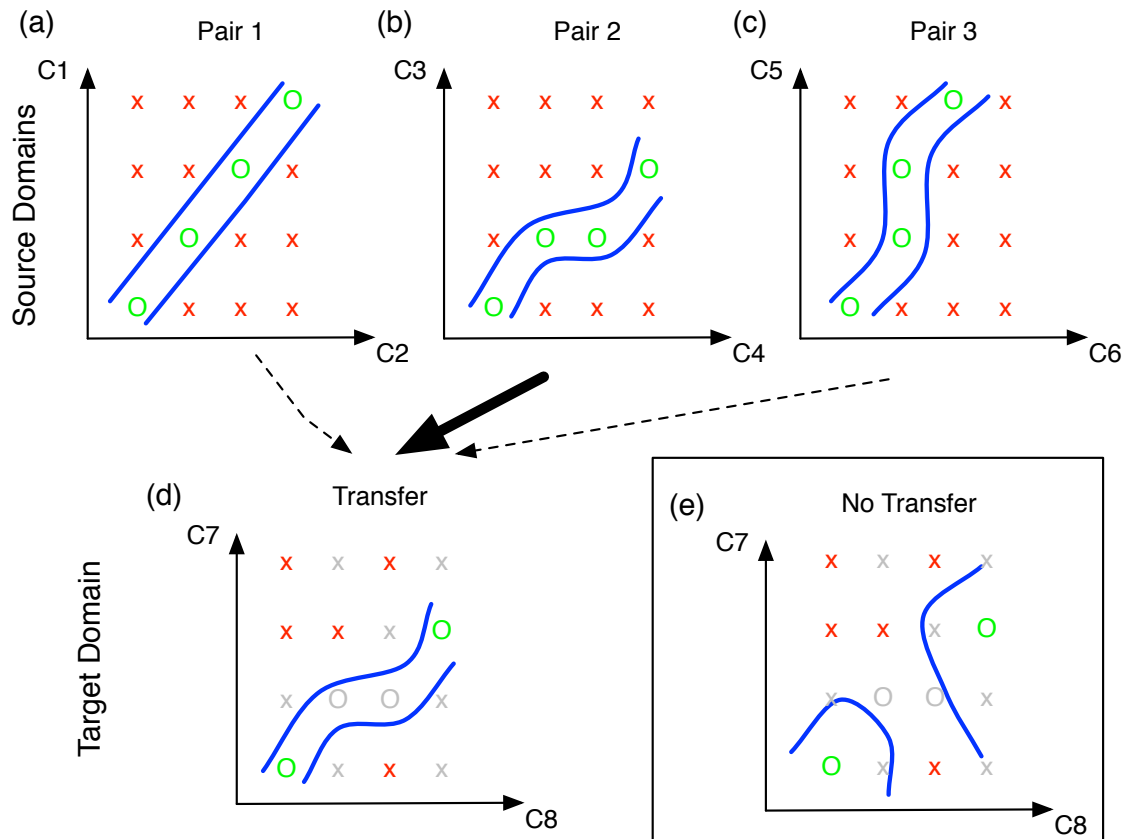 (a) Pair 1 (b) Pair 2 (c) Pair 3
C1 C3 C5
x x x O x x x x x x O x
x x O x x x x O x O x x
x O x x x O O x x O x x
O x x x O x x x O x x x
C2 C4 C6
Source Domains
(d) Transfer (e) No Transfer
C7 C7
x x x x x x x x
x x x O x x x O
x O O x x O O x
O x x x O x x x
C8 C8
Target Domain